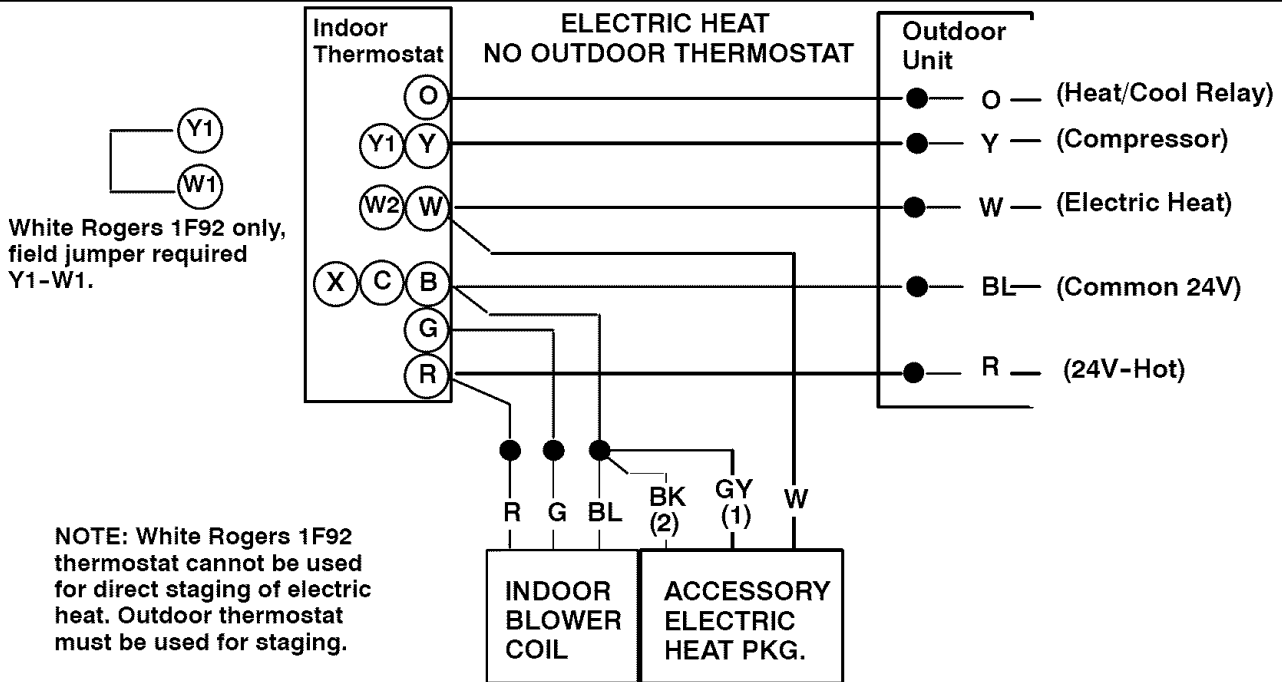 ELECTRIC HEAT
NO OUTDOOR THERMOSTAT
Indoor
Thermostat
Outdoor
Unit
O
O
(Heat/Cool Relay)
Y1
Y1
Y
Y
(Compressor)
W1
W2
W
W
(Electric Heat)
White Rogers 1F92 only,
field jumper required
Y1-W1.
X
C
B
BL
(Common 24V)
G
R
R
(24V-Hot)
R
G
BL
BK
(2)
GY
(1)
W
NOTE: White Rogers 1F92
thermostat cannot be used
for direct staging of electric
heat. Outdoor thermostat
must be used for staging.
INDOOR
BLOWER
COIL
ACCESSORY
ELECTRIC
HEAT PKG.